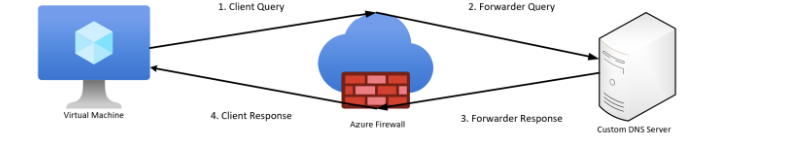 1. Client Query
2. Forwarder Query
Virtual Machine
4. Client Response
Azure Firewall
3. Forwarder Response
Custom DNS Server